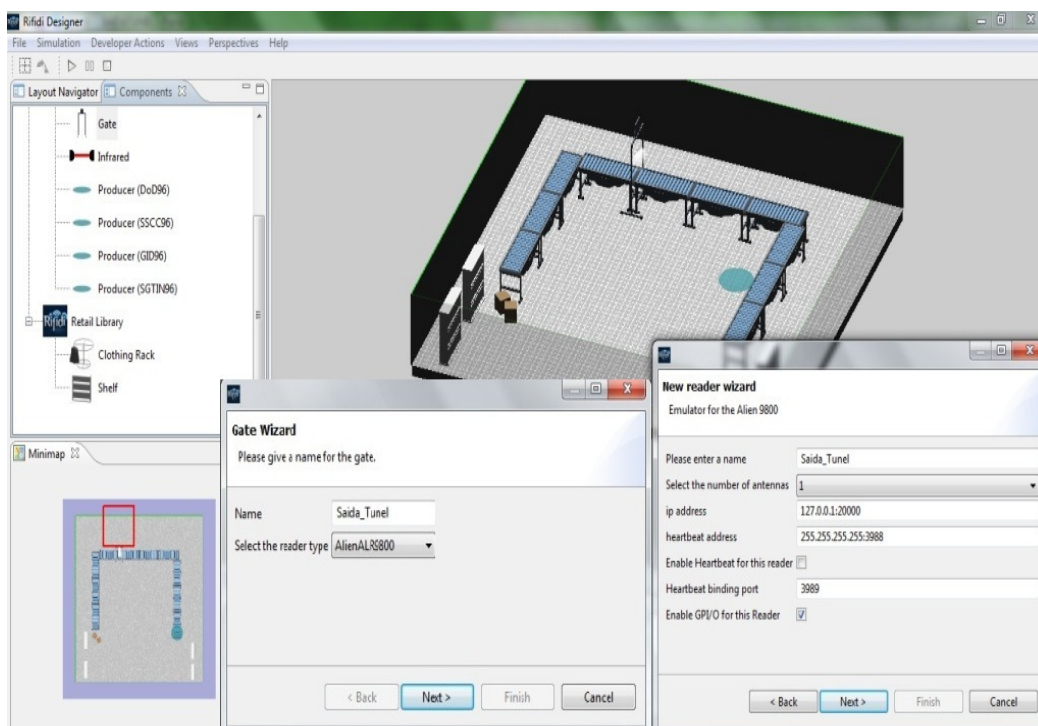 Rifidi Designer
File Simulation Developer Actions Views Perspectives Help
Layout Navigator Components
Gate
Infrared
Producer (DoD96)
Producer (SSCC96)
Producer (GID96)
Producer (SGTIN96)
Rifidi Retail Library
Clothing Rack
Shelf
Minimap
Gate Wizard
Please give a name for the gate.
Name Saida_Tunel
Select the reader type AlienALR9800
< Back Next > Finish Cancel
New reader wizard
Emulator for the Alien 9800
Please enter a name Saida_Tunel
Select the number of antennas 1
ip address 127.0.0.1:20000
heartbeat address 255.255.255.255:3988
Enable Heartbeat for this reader
Heartbeat binding port 3989
Enable GPI/O for this Reader
< Back Next > Finish Cancel